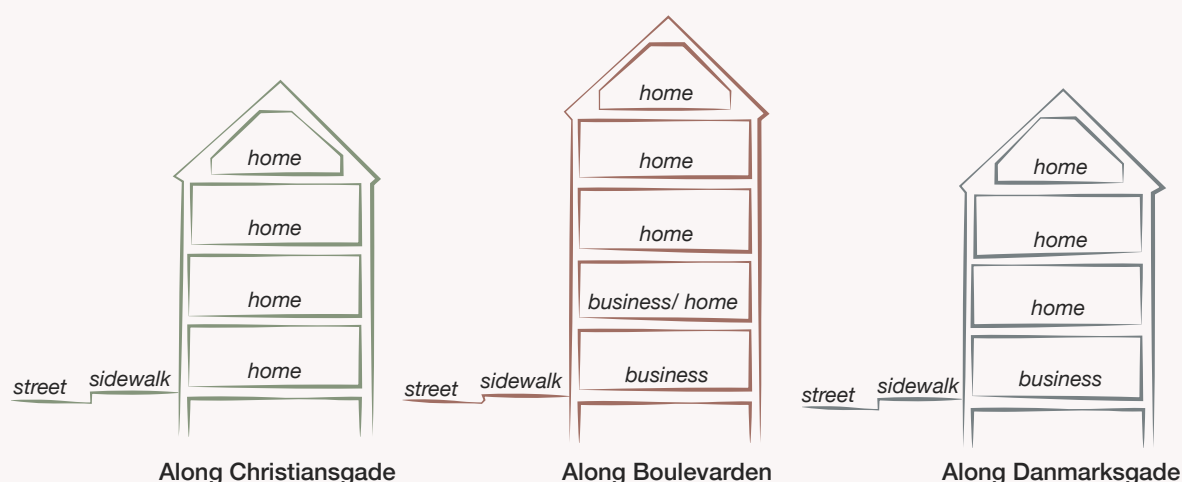 home
home
home
home
street
sidewalk
Along Christiansgade
home
home
home
business/ home
business
street
sidewalk
Along Boulevarden
home
home
home
business
street
sidewalk
Along Danmarksgade